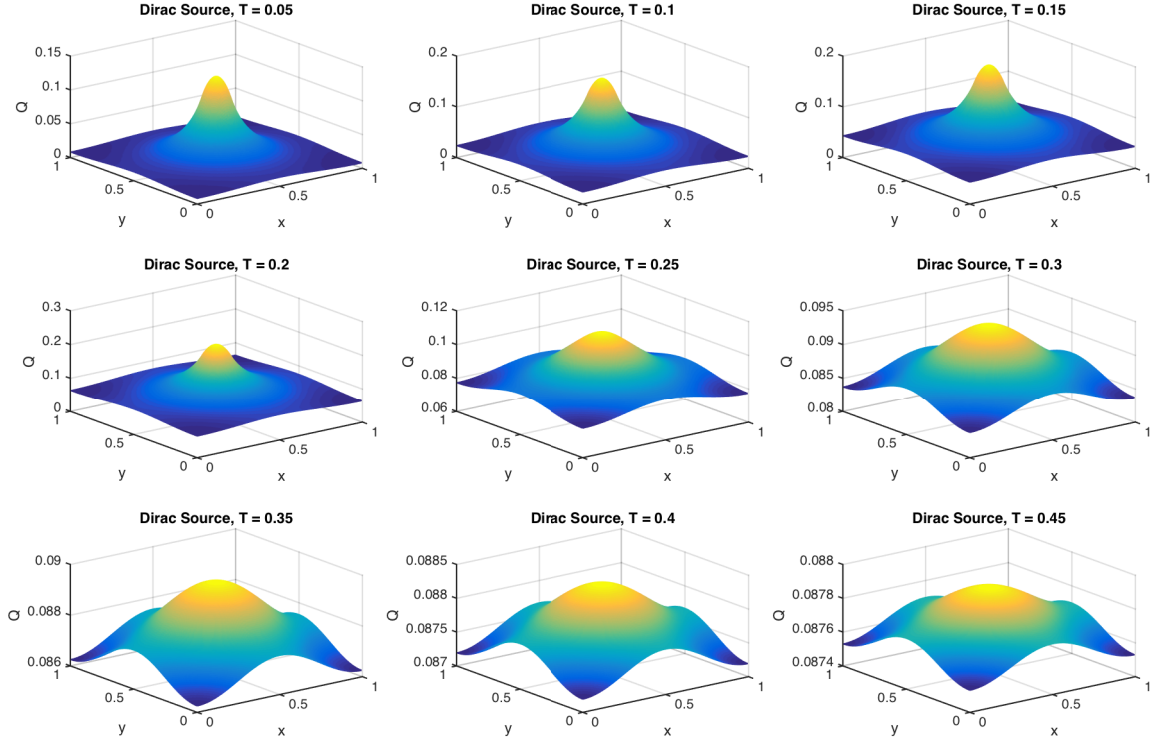 Dirac Source, T = 0.05
0.15
0.1
0.05
0
Q
1
0.5
0
y
0
0.5
1
x
Dirac Source, T = 0.1
0.2
0.1
0
Q
1
0.5
0
y
0
0.5
1
x
Dirac Source, T = 0.15
0.2
0.1
0
Q
1
0.5
0
y
0
0.5
1
x
Dirac Source, T = 0.2
0.3
0.2
0.1
0
Q
1
0.5
0
y
0
0.5
1
x
Dirac Source, T = 0.25
0.12
0.1
0.08
0.06
Q
1
0.5
0
y
0
0.5
1
x
Dirac Source, T = 0.3
0.095
0.09
0.085
0.08
Q
1
0.5
0
y
0
0.5
1
x
Dirac Source, T = 0.35
0.09
0.088
0.086
Q
1
0.5
0
y
0
0.5
1
x
Dirac Source, T = 0.4
0.0885
0.088
0.0875
0.087
Q
1
0.5
0
y
0
0.5
1
x
Dirac Source, T = 0.45
0.088
0.0878
0.0876
0.0874
Q
1
0.5
0
y
0
0.5
1
x